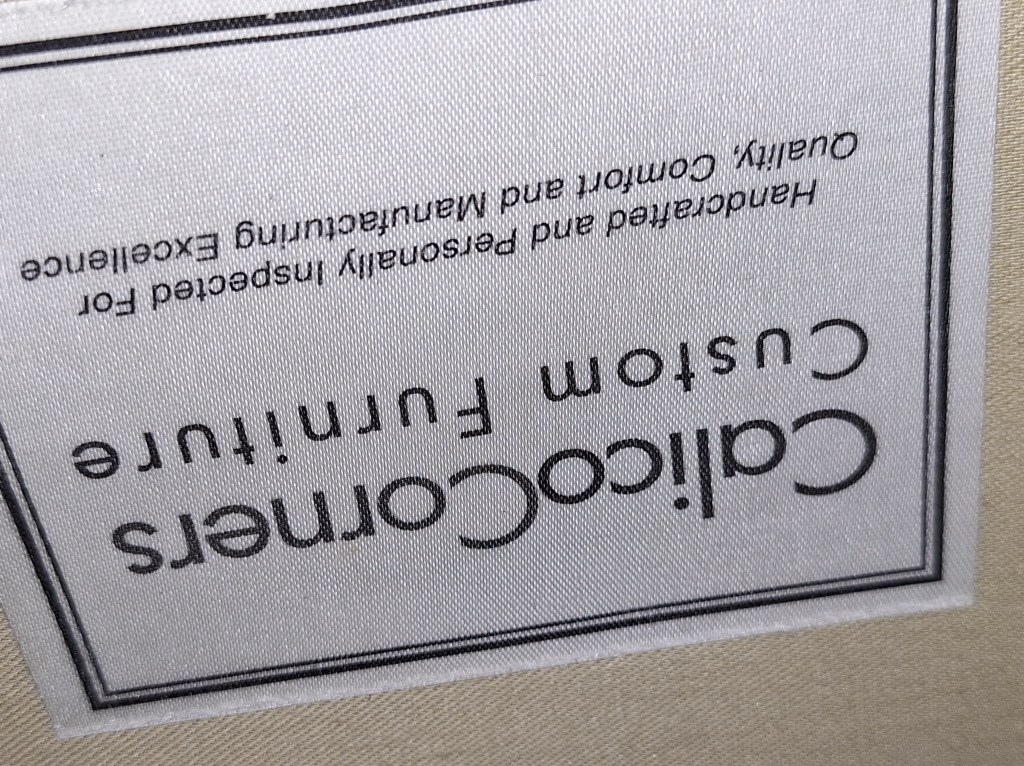 CalicoCorners
Custom Furniture
Handcrafted and Personally Inspected For
Quality, Comfort and Manufacturing Excellence